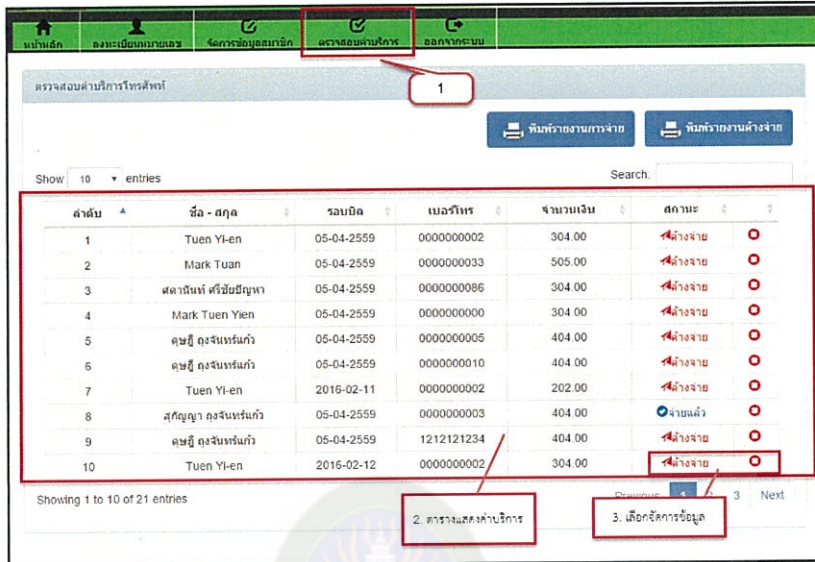 หน้าหลัก ลงทะเบียนหมายเลข จัดการข้อมูลสมาชิก ตรวจสอบค่าบริการ ออกจากระบบ
1
ตรวจสอบค่าบริการโทรศัพท์
พิมพ์รายงานการจ่าย พิมพ์รายงานค้างจ่าย
Show 10 entries Search:
ลำดับ ชื่อ - สกุล รอบบิล เบอร์โทร จำนวนเงิน สถานะ
1 Tuen Yi-en 05-04-2559 0000000002 304.00 ค้างจ่าย
2 Mark Tuan 05-04-2559 0000000033 505.00 ค้างจ่าย
3 ศดานันท์ ศรีชัยปัญหา 05-04-2559 0000000086 304.00 ค้างจ่าย
4 Mark Tuen Yien 05-04-2559 0000000000 304.00 ค้างจ่าย
5 ดุษฎี ถุงจันทร์แก้ว 05-04-2559 0000000005 404.00 ค้างจ่าย
6 ดุษฎี ถุงจันทร์แก้ว 05-04-2559 0000000010 404.00 ค้างจ่าย
7 Tuen Yi-en 2016-02-11 0000000002 202.00 ค้างจ่าย
8 สุกัญญา ถุงจันทร์แก้ว 05-04-2559 0000000003 404.00 จ่ายแล้ว
9 ดุษฎี ถุงจันทร์แก้ว 05-04-2559 1212121234 404.00 ค้างจ่าย
10 Tuen Yi-en 2016-02-12 0000000002 304.00 ค้างจ่าย
Showing 1 to 10 of 21 entries Previous 1 2 3 Next
2. ตารางแสดงค่าบริการ 3. เลือกจัดการข้อมูล